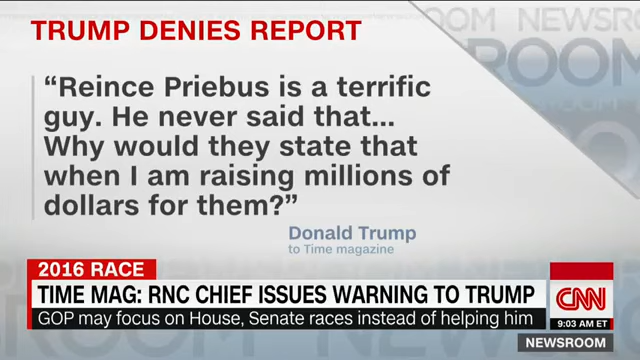 NEWSROOM
TRUMP DENIES REPORT
“Reince Priebus is a terrific
guy. He never said that...
Why would they state that
when I am raising millions of
dollars for them?”
Donald Trump
to Time magazine
2016 RACE
TIME MAG: RNC CHIEF ISSUES WARNING TO TRUMP
GOP may focus on House, Senate races instead of helping him
CNN
9:03 AM ET
NEWSROOM